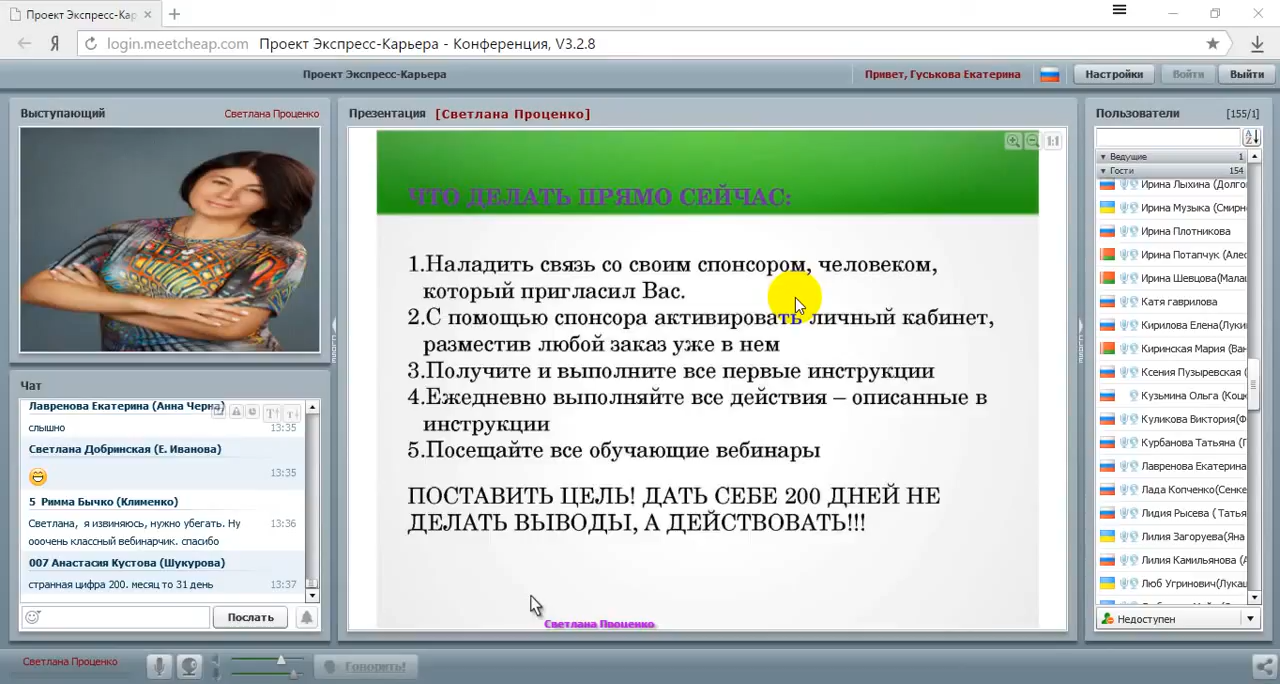 Проект Экспресс-Кар
login.meetcheap.com Проект Экспресс-Карьера - Конференция, V3.2.8
Проект Экспресс-Карьера
Привет, Гуськова Екатерина
Настройки
Войти
Выйти
Выступающий
Светлана Проценко
Чат
Лавренова Екатерина (Анна Черна)
слышно 13:35
Светлана Добринская (Е. Иванова)
13:35
5 Римма Бычко (Клименко)
Светлана, я извиняюсь, нужно убегать. Ну 13:36
ооочень классный вебинарчик. спасибо
007 Анастасия Кустова (Шукурова)
странная цифра 200. месяц то 31 день 13:37
Послать
Презентация [Светлана Проценко]
1:1
ЧТО ДЕЛАТЬ ПРЯМО СЕЙЧАС:
1.Наладить связь со своим спонсором, человеком,
который пригласил Вас.
2.С помощью спонсора активировать личный кабинет,
разместив любой заказ уже в нем
3.Получите и выполните все первые инструкции
4.Ежедневно выполняйте все действия – описанные в
инструкции
5.Посещайте все обучающие вебинары
ПОСТАВИТЬ ЦЕЛЬ! ДАТЬ СЕБЕ 200 ДНЕЙ НЕ
ДЕЛАТЬ ВЫВОДЫ, А ДЕЙСТВОВАТЬ!!!
Светлана Проценко
Пользователи [155/1]
Ведущие 1
Гости 154
Ирина Лыхина (Долго
Ирина Музыка (Смирн
Ирина Плотникова
Ирина Потапчук (Алес
Ирина Шевцова(Малаш
Катя гаврилова
Кирилова Елена(Луки
Киринская Мария (Ван
Ксения Пузыревская (
Кузьмина Ольга (Коц
Куликова Виктория(Ф
Курбанова Татьяна (Г
Лавренова Екатерина
Лада Копченко(Сенке
Лидия Рысева ( Татья
Лилия Загоруева(Яна
Лилия Камильянова (А
Люб Угринович(Лукаш
Недоступен
Светлана Проценко
Говорить!